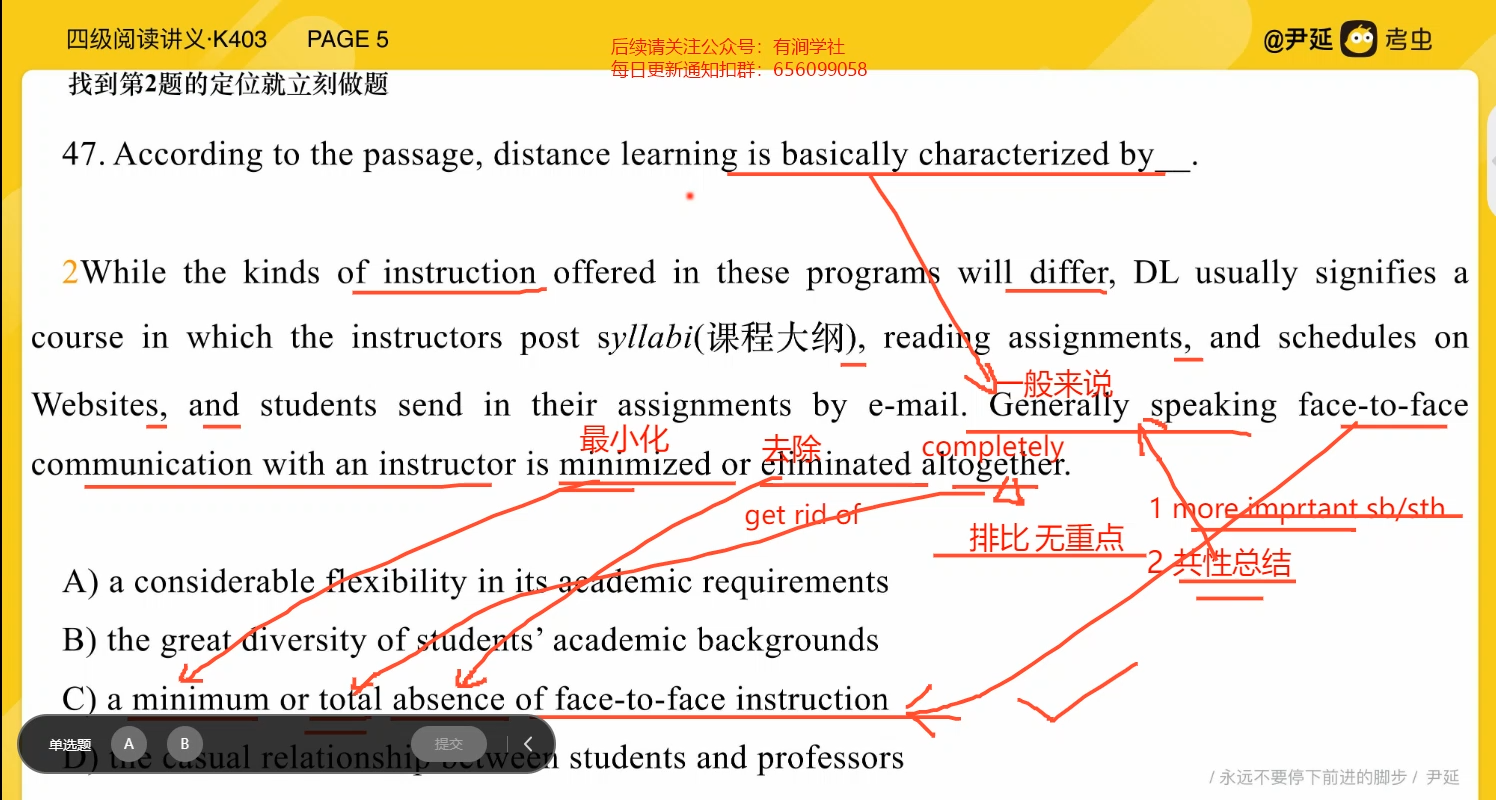 四级阅读讲义·K403 PAGE 5
@尹延 考虫
后续请关注公众号：有涧学社
每日更新通知扣群：656099058
找到第2题的定位就立刻做题
47. According to the passage, distance learning is basically characterized by__.
2While the kinds of instruction offered in these programs will differ, DL usually signifies a
course in which the instructors post syllabi(课程大纲), reading assignments, and schedules on
一般来说
Websites, and students send in their assignments by e-mail. Generally speaking face-to-face
最小化 去除 completely
communication with an instructor is minimized or eliminated altogether.
get rid of
1 more imprtant sb/sth
排比 无重点
2 共性总结
A) a considerable flexibility in its academic requirements
B) the great diversity of students’ academic backgrounds
C) a minimum or total absence of face-to-face instruction
单选题 A B 提交
D) the casual relationship between students and professors
/ 永远不要停下前进的脚步 / 尹延